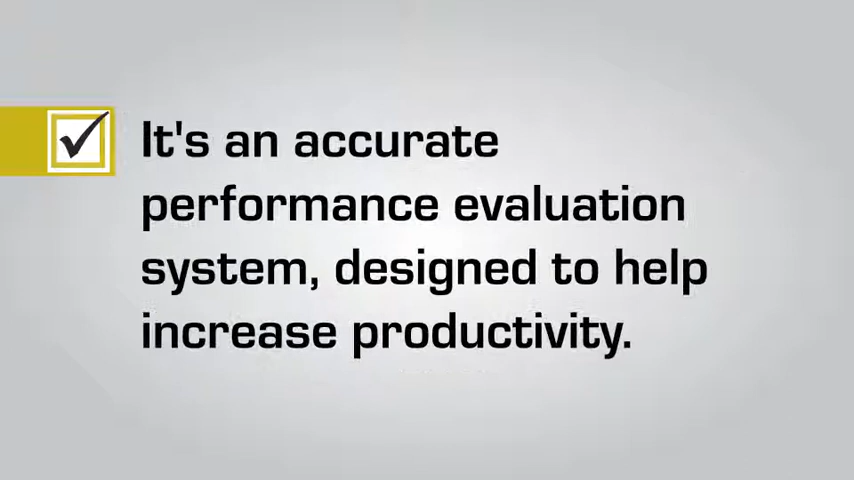 It's an accurate
performance evaluation
system, designed to help
increase productivity.